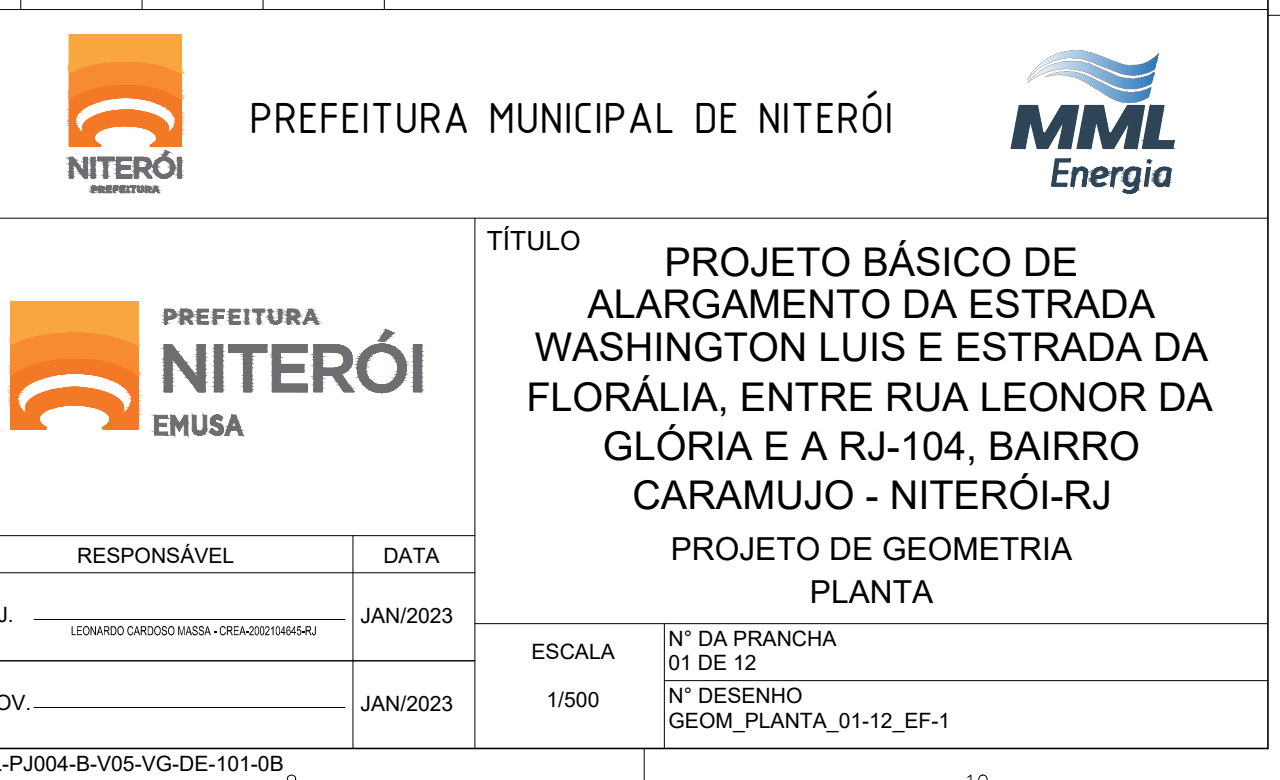 NITERÓI
PREFEITURA
PREFEITURA MUNICIPAL DE NITERÓI
MML
Energia
PREFEITURA
NITERÓI
EMUSA
TÍTULO
PROJETO BÁSICO DE
ALARGAMENTO DA ESTRADA
WASHINGTON LUIS E ESTRADA DA
FLORÁLIA, ENTRE RUA LEONOR DA
GLÓRIA E A RJ-104, BAIRRO
CARAMUJO - NITERÓI-RJ
PROJETO DE GEOMETRIA
PLANTA
RESPONSÁVEL DATA
J. JAN/2023
LEONARDO CARDOSO MASSA - CREA-2002104645-RJ
OV. JAN/2023
ESCALA
1/500
N° DA PRANCHA
01 DE 12
N° DESENHO
GEOM_PLANTA_01-12_EF-1
-PJ004-B-V05-VG-DE-101-0B